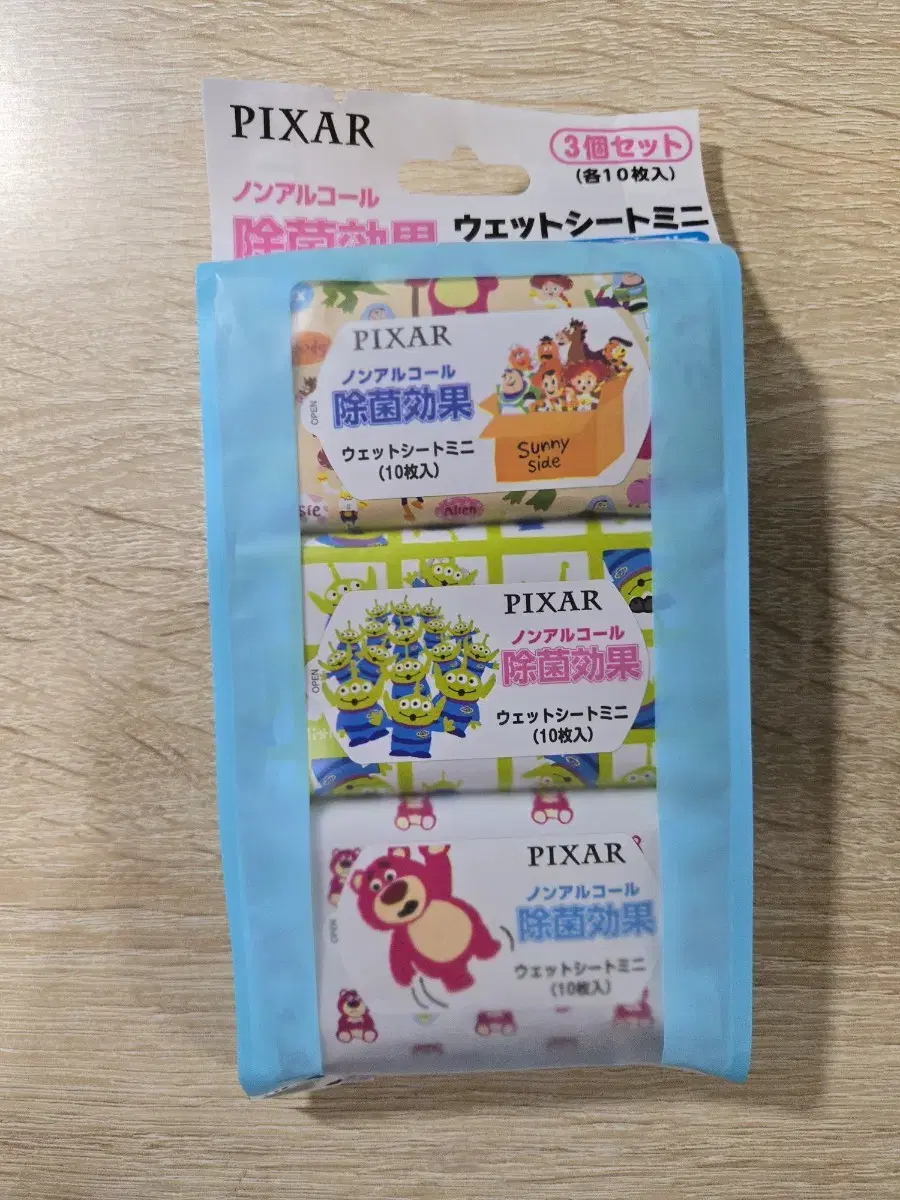 PIXAR
3個セット
(各10枚入)
ノンアルコール
除菌効果
ウェットシートミニ
PIXAR
ノンアルコール
除菌効果
ウェットシートミニ
(10枚入)
OPEN
Sunny
side
Alien
PIXAR
ノンアルコール
除菌効果
ウェットシートミニ
(10枚入)
OPEN
PIXAR
ノンアルコール
除菌効果
ウェットシートミニ
(10枚入)
OPEN